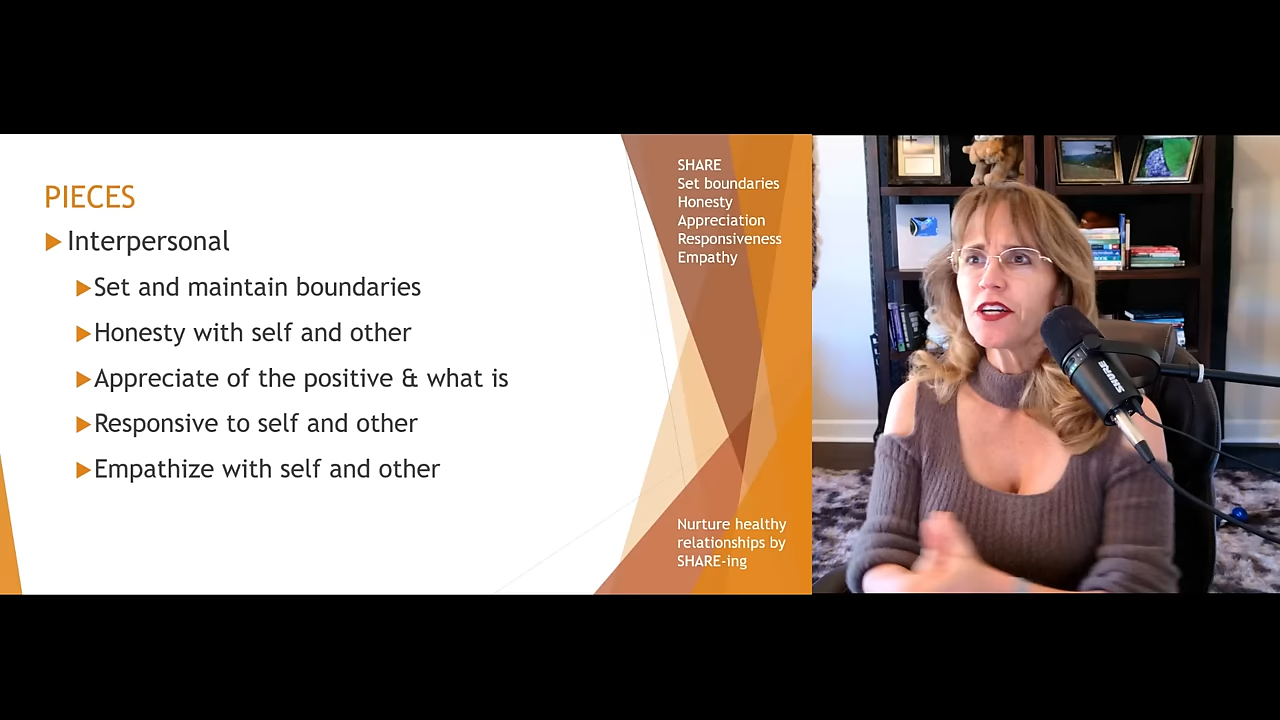 PIECES
Interpersonal
Set and maintain boundaries
Honesty with self and other
Appreciate of the positive & what is
Responsive to self and other
Empathize with self and other
SHARE
Set boundaries
Honesty
Appreciation
Responsiveness
Empathy
Nurture healthy
relationships by
SHARE-ing
SHURE